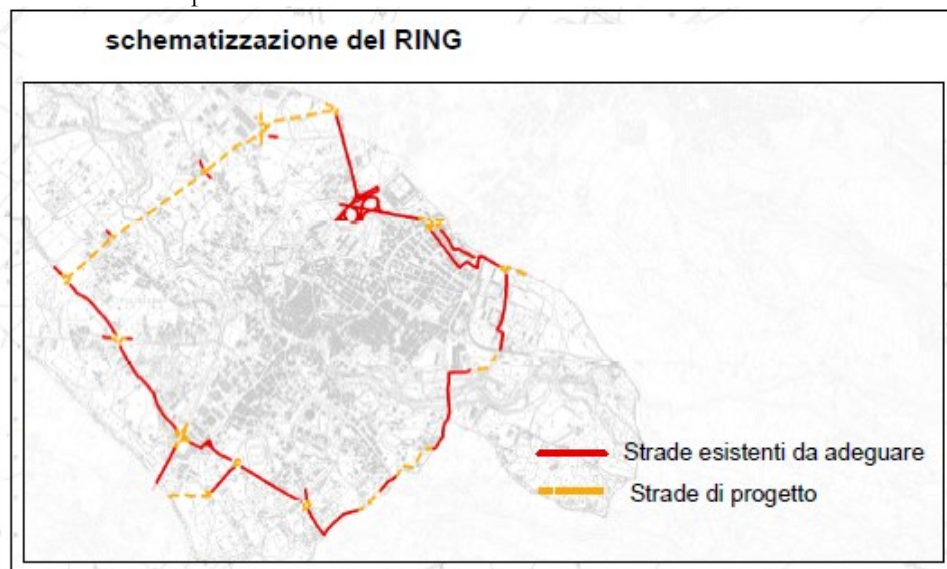 schematizzazione del RING
Strade esistenti da adeguare
Strade di progetto